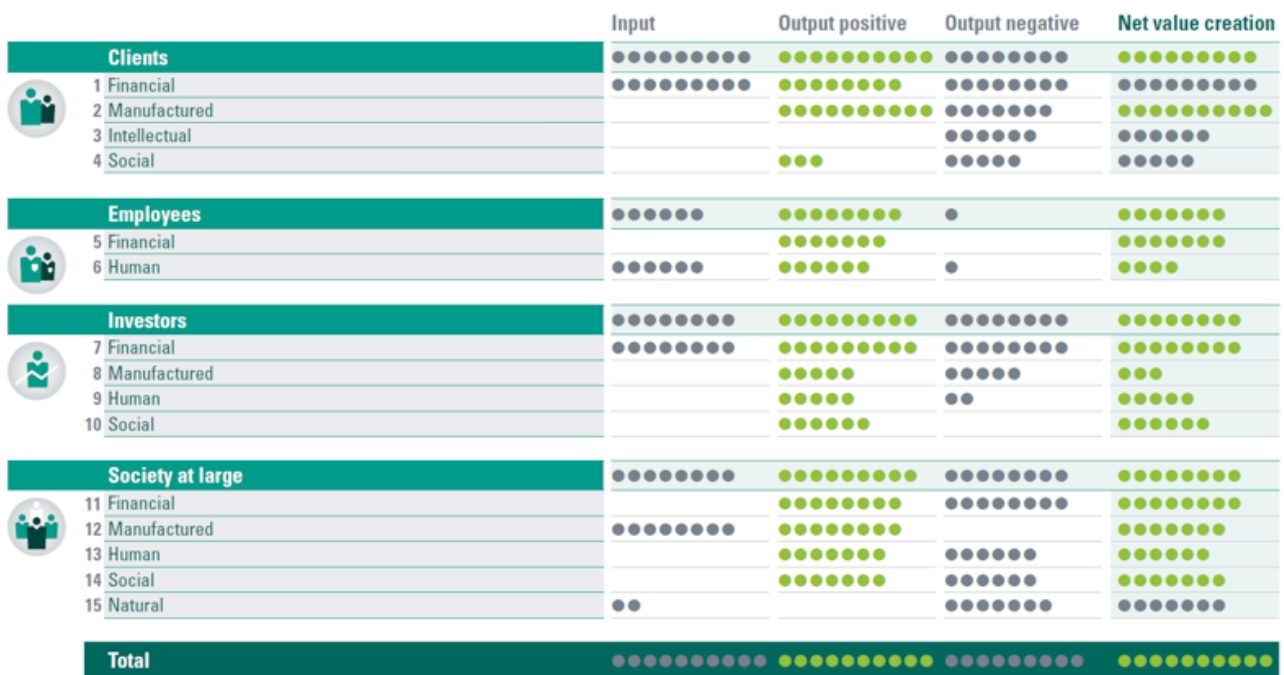 Input Output positive Output negative Net value creation
Clients
1 Financial
2 Manufactured
3 Intellectual
4 Social
Employees
5 Financial
6 Human
Investors
7 Financial
8 Manufactured
9 Human
10 Social
Society at large
11 Financial
12 Manufactured
13 Human
14 Social
15 Natural
Total